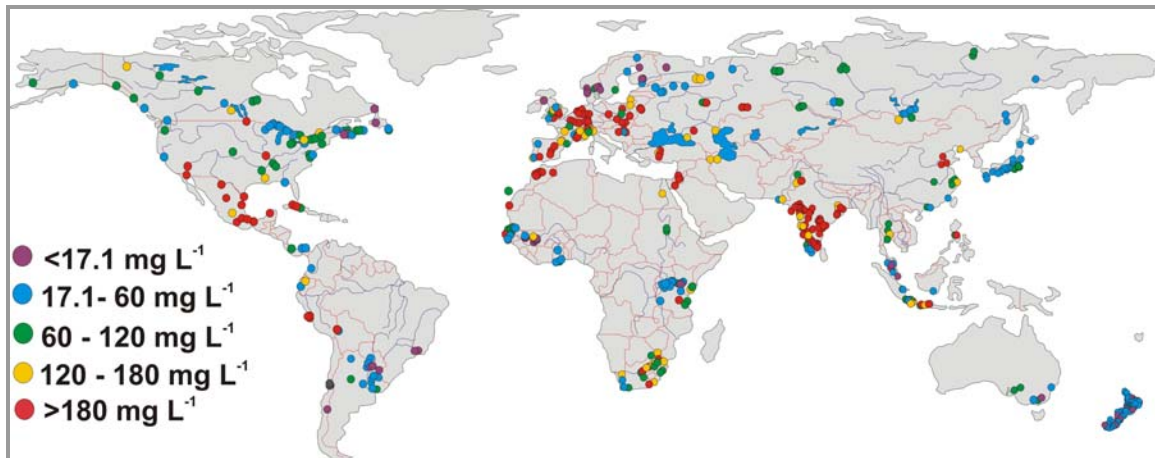 <17.1 mg L⁻¹
17.1- 60 mg L⁻¹
60 - 120 mg L⁻¹
120 - 180 mg L⁻¹
>180 mg L⁻¹